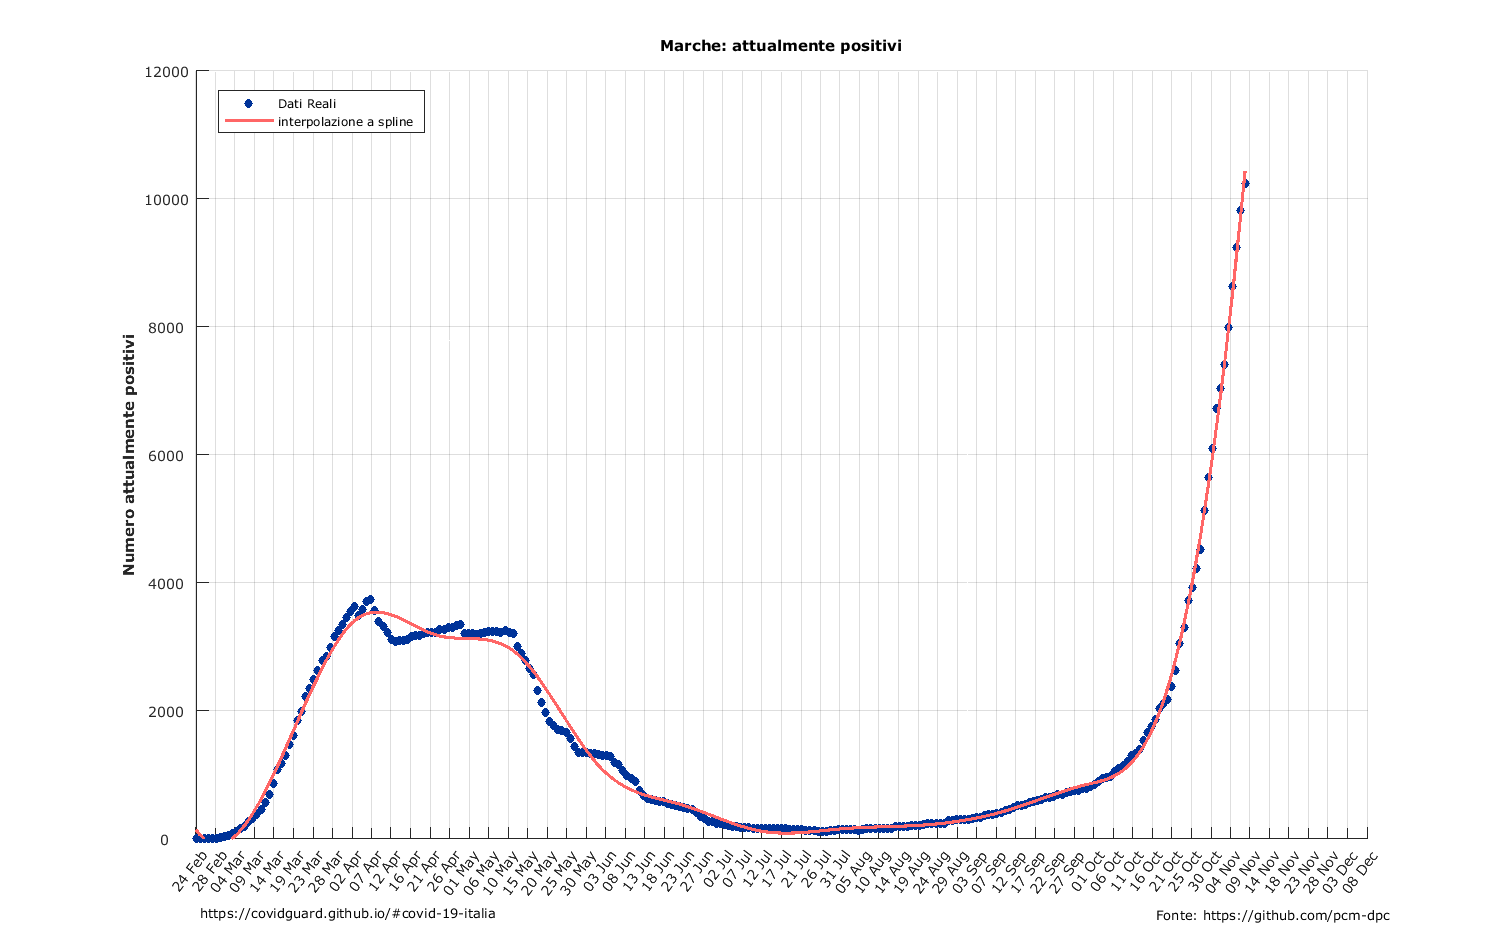 Marche: attualmente positivi
Dati Reali
interpolazione a spline
Numero attualmente positivi
12000
10000
8000
6000
4000
2000
0
24 Feb
28 Feb
04 Mar
09 Mar
14 Mar
19 Mar
23 Mar
28 Mar
02 Apr
07 Apr
12 Apr
16 Apr
21 Apr
26 Apr
01 May
06 May
10 May
15 May
20 May
25 May
30 May
03 Jun
08 Jun
13 Jun
18 Jun
23 Jun
27 Jun
02 Jul
07 Jul
12 Jul
17 Jul
21 Jul
26 Jul
31 Jul
05 Aug
10 Aug
14 Aug
19 Aug
24 Aug
29 Aug
03 Sep
07 Sep
12 Sep
17 Sep
22 Sep
27 Sep
01 Oct
06 Oct
11 Oct
16 Oct
21 Oct
25 Oct
30 Oct
04 Nov
09 Nov
14 Nov
18 Nov
23 Nov
28 Nov
03 Dec
08 Dec
https://covidguard.github.io/#covid-19-italia
Fonte: https://github.com/pcm-dpc